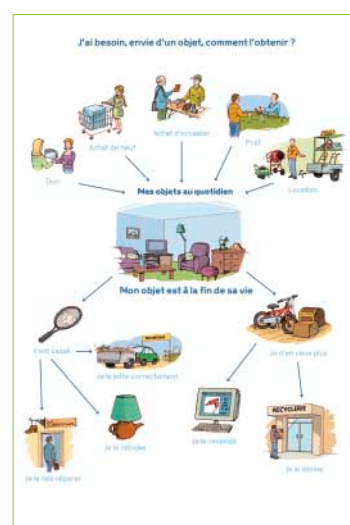 J'ai besoin, envie d'un objet, comment l'obtenir ?
Achat d'occasion
Achat de neuf
Prêt
Don
Location
Mes objets au quotidien
Mon objet est à la fin de sa vie
Il est cassé
Je n'en veux plus
Je le jette correctement
RECYCLERIE
Je le relooke
Je le revends
Je le fais réparer
Je le donne